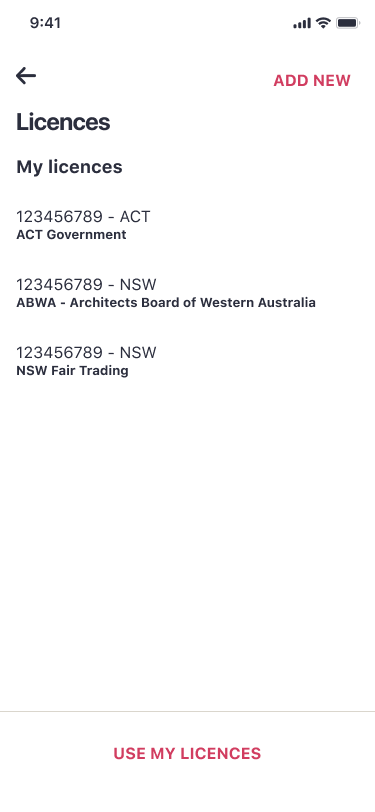 9:41
ADD NEW
Licences
My licences
123456789 - ACT
ACT Government
123456789 - NSW
ABWA - Architects Board of Western Australia
123456789 - NSW
NSW Fair Trading
USE MY LICENCES